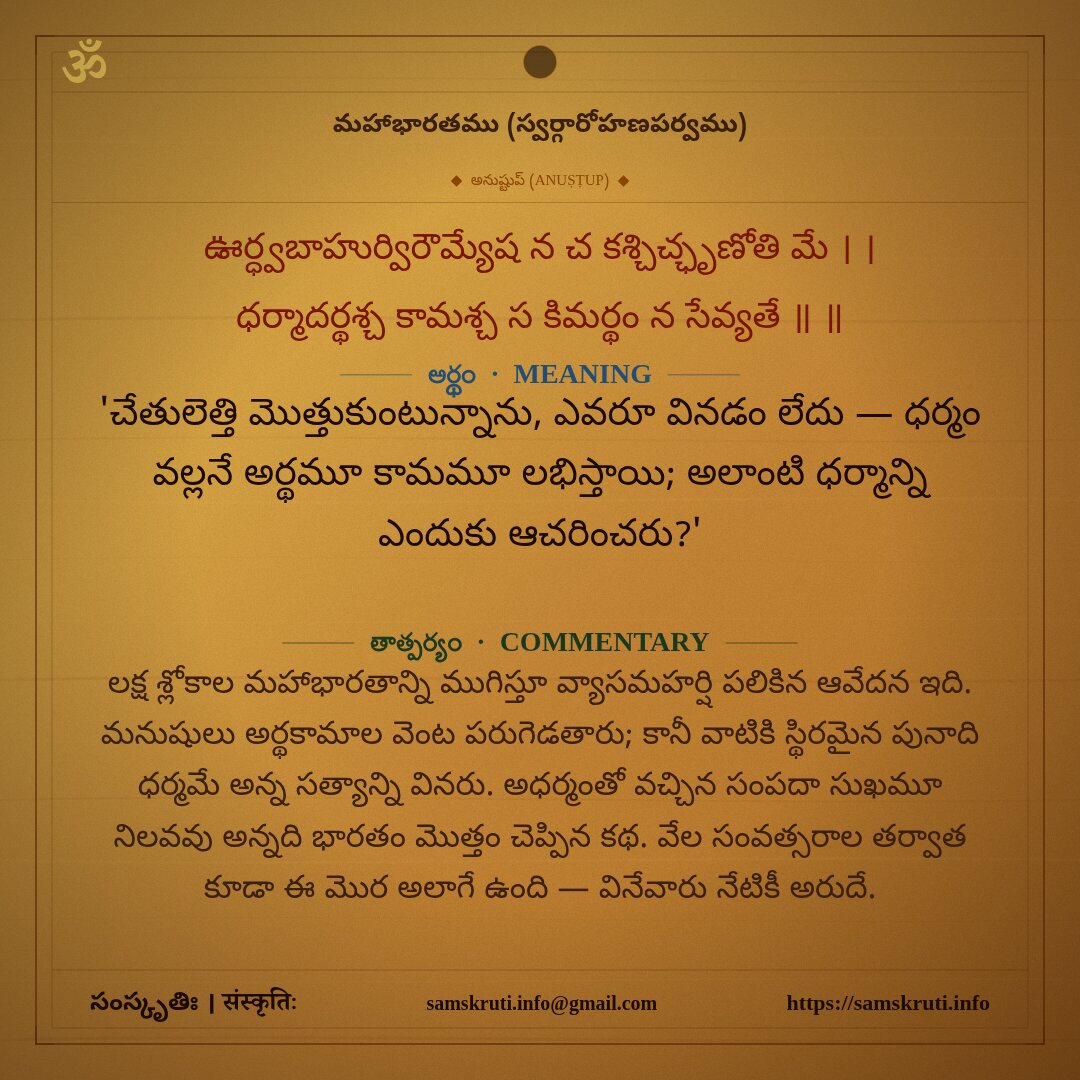 ॐ
మహాభారతము (స్వర్గారోహణపర్వము)
◆ అనుష్టుప్ (ANUṢṬUP) ◆
ఊర్ధ్వబాహుర్విరౌమ్యేష న చ కశ్చిచ్ఛృణోతి మే ।।
ధర్మాదర్థశ్చ కామశ్చ స కిమర్థం న సేవ్యతే ॥ ॥
అర్థం · MEANING
'చేతులెత్తి మొత్తుకుంటున్నాను, ఎవరూ వినడం లేదు — ధర్మం
వల్లనే అర్థమూ కామమూ లభిస్తాయి; అలాంటి ధర్మాన్ని
ఎందుకు ఆచరించరు?'
తాత్పర్యం · COMMENTARY
లక్ష శ్లోకాల మహాభారతాన్ని ముగిస్తూ వ్యాసమహర్షి పలికిన ఆవేదన ఇది.
మనుషులు అర్థకామాల వెంట పరుగెడతారు; కానీ వాటికి స్థిరమైన పునాది
ధర్మమే అన్న సత్యాన్ని వినరు. అధర్మంతో వచ్చిన సంపదా సుఖమూ
నిలవవు అన్నది భారతం మొత్తం చెప్పిన కథ. వేల సంవత్సరాల తర్వాత
కూడా ఈ మొర అలాగే ఉంది — వినేవారు నేటికీ అరుదే.
సంస్కృతిః | संस्कृतिः samskruti.info@gmail.com https://samskruti.info